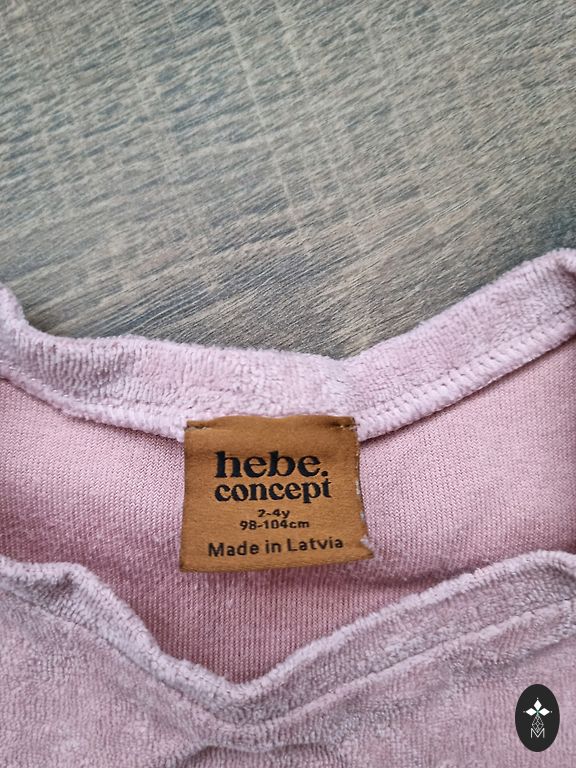 hebe.
concept
2-4y
98-104cm
Made in Latvia
M